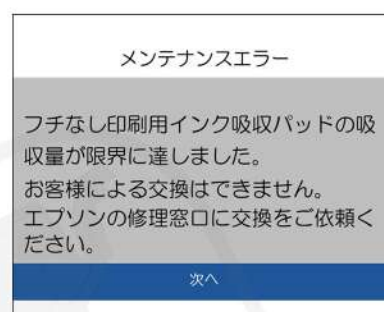 メンテナンスエラー
フチなし印刷用インク吸収パッドの吸
収量が限界に達しました。
お客様による交換はできません。
エプソンの修理窓口に交換をご依頼く
ださい。
次へ